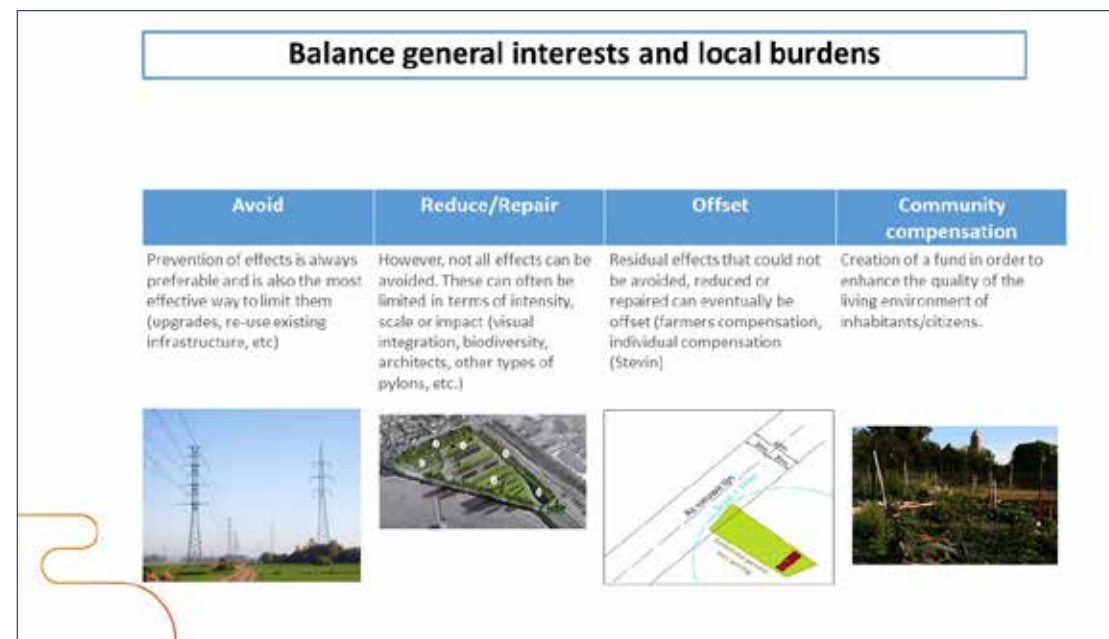 Balance general interests and local burdens
Avoid
Prevention of effects is always
preferable and is also the most
effective way to limit them
(upgrades, re-use existing
infrastructure, etc)
Reduce/Repair
However, not all effects can be
avoided. These can often be
limited in terms of intensity,
scale or impact (visual
integration, biodiversity,
architects, other types of
pylons, etc.)
Offset
Residual effects that could not
be avoided, reduced or
repaired can eventually be
offset (farmers compensation,
individual compensation
(Stevin)
Community
compensation
Creation of a fund in order to
enhance the quality of the
living environment of
inhabitants/citizens.